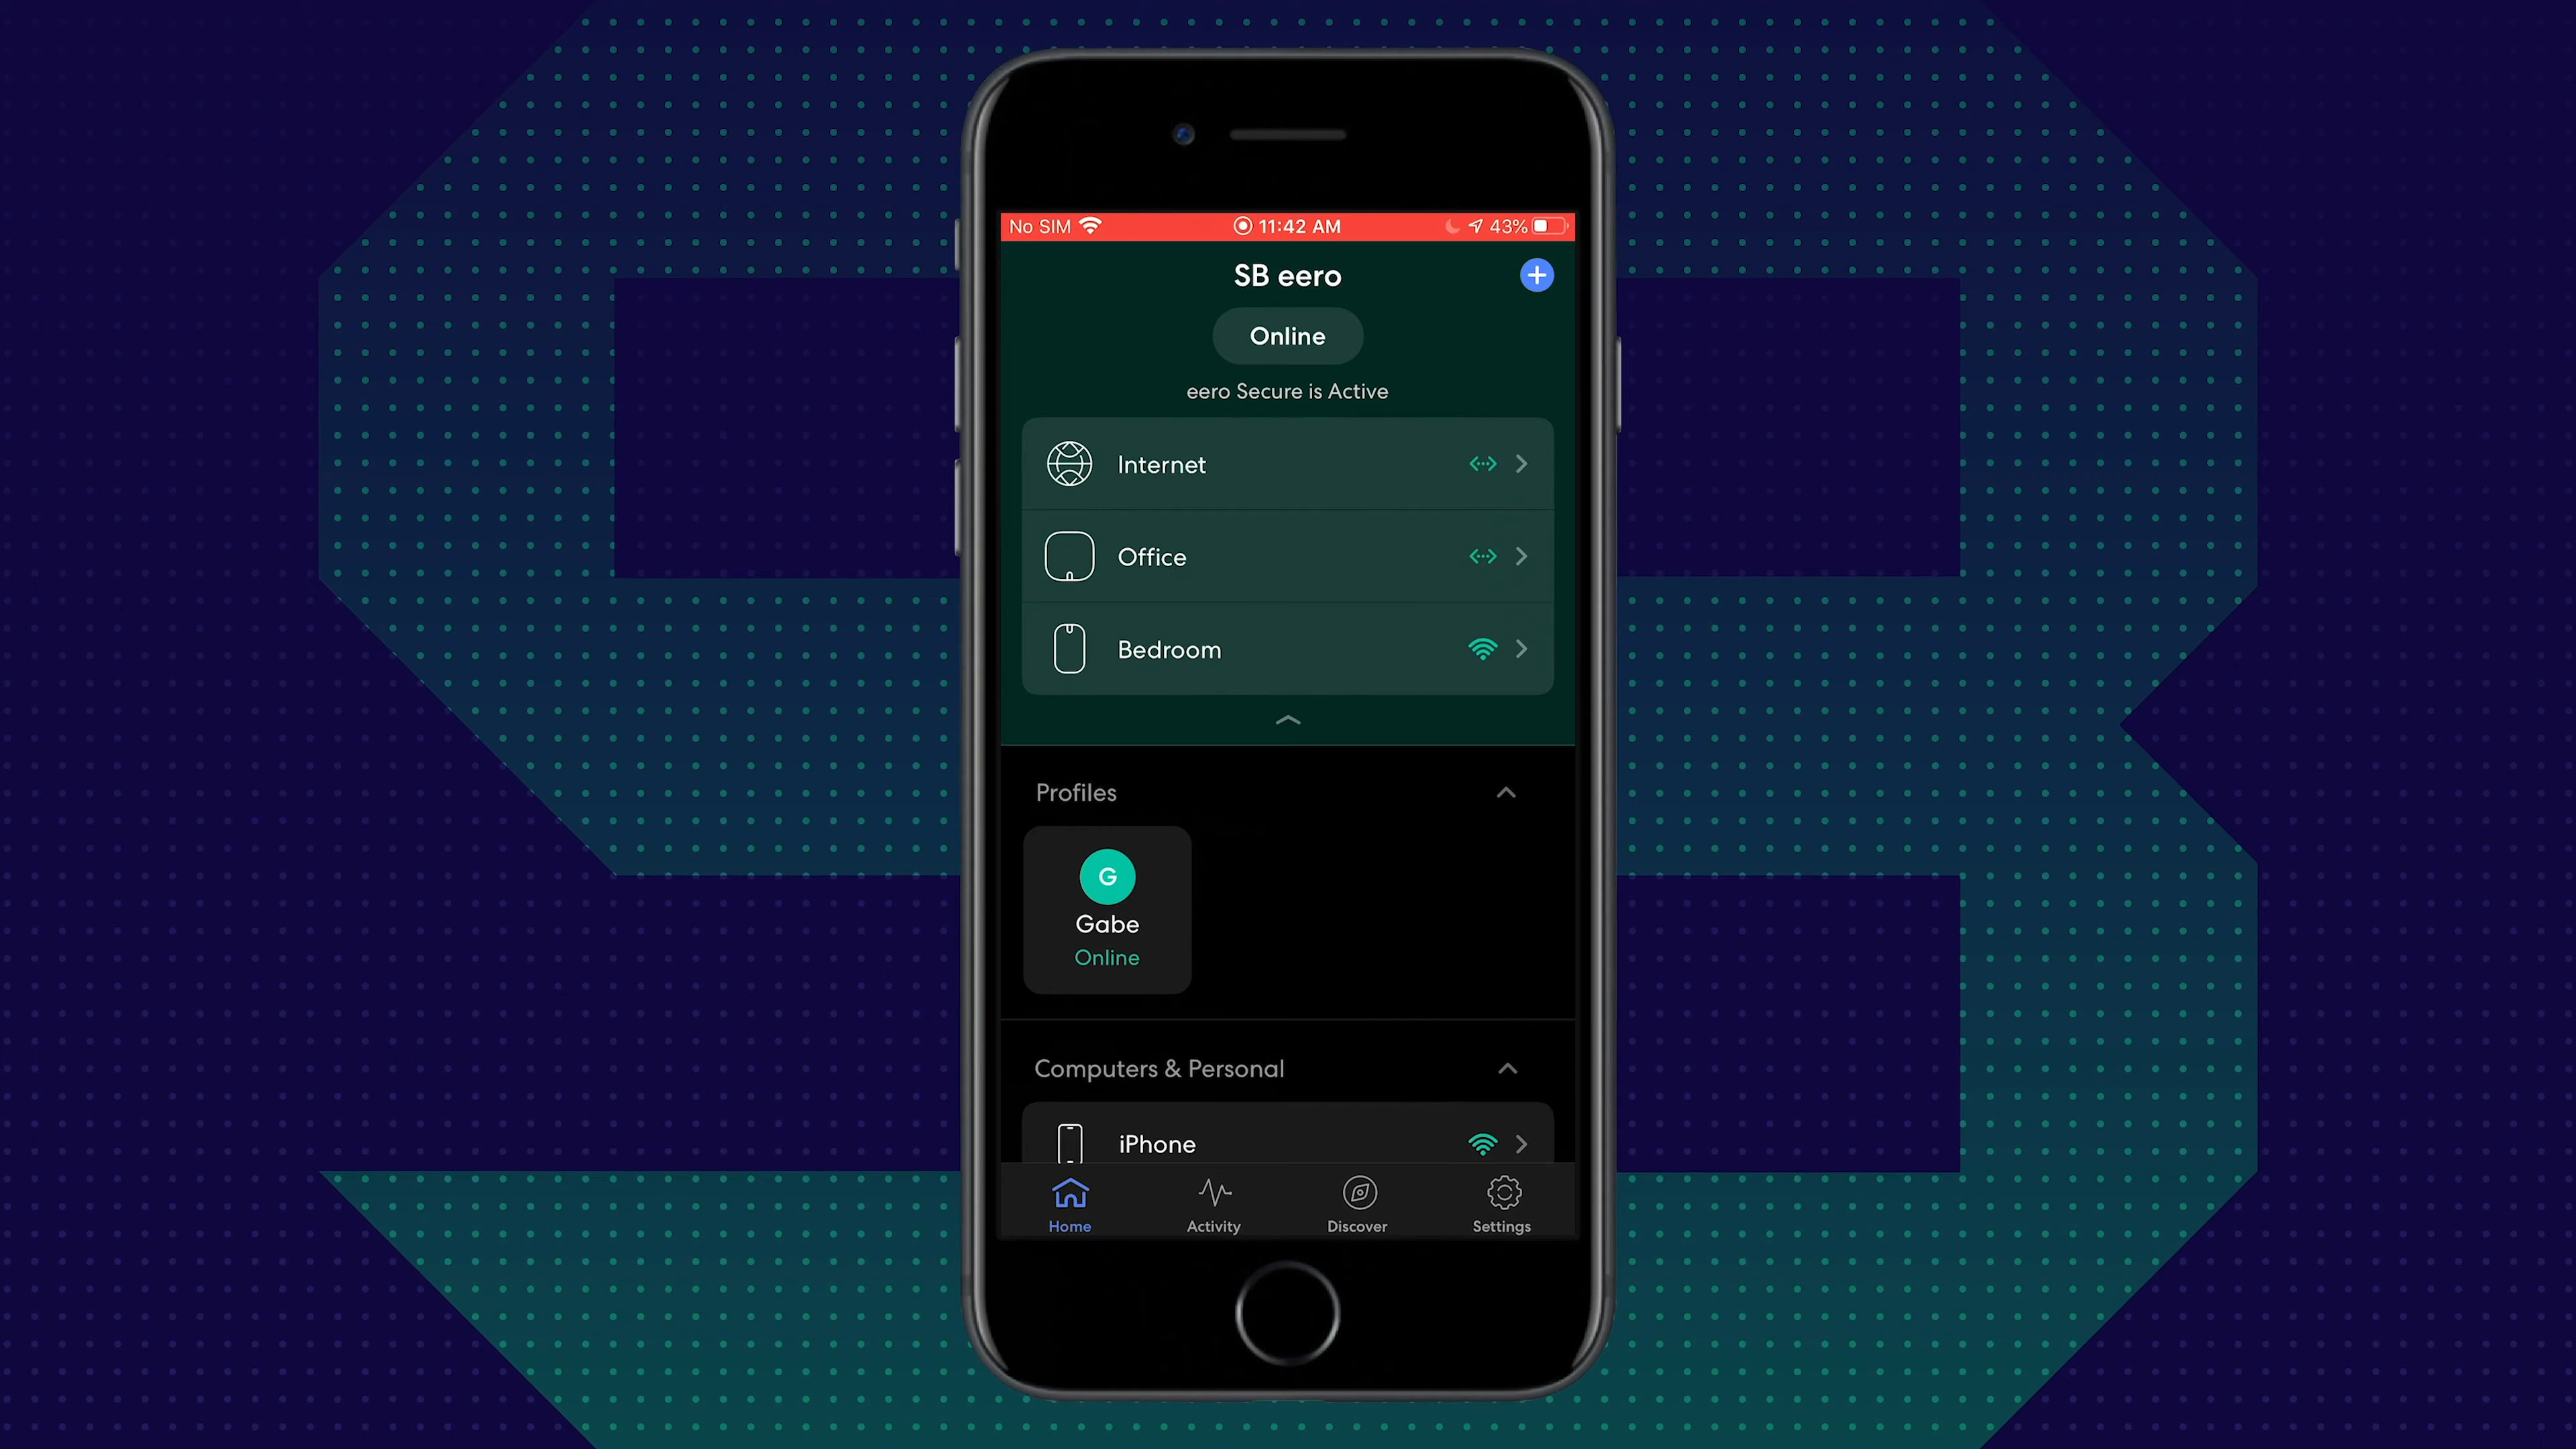 No SIM 11:42 AM 43%
SB eero
Online
eero Secure is Active
Internet
Office
Bedroom
Profiles
G
Gabe
Online
Computers & Personal
iPhone
Home Activity Discover Settings